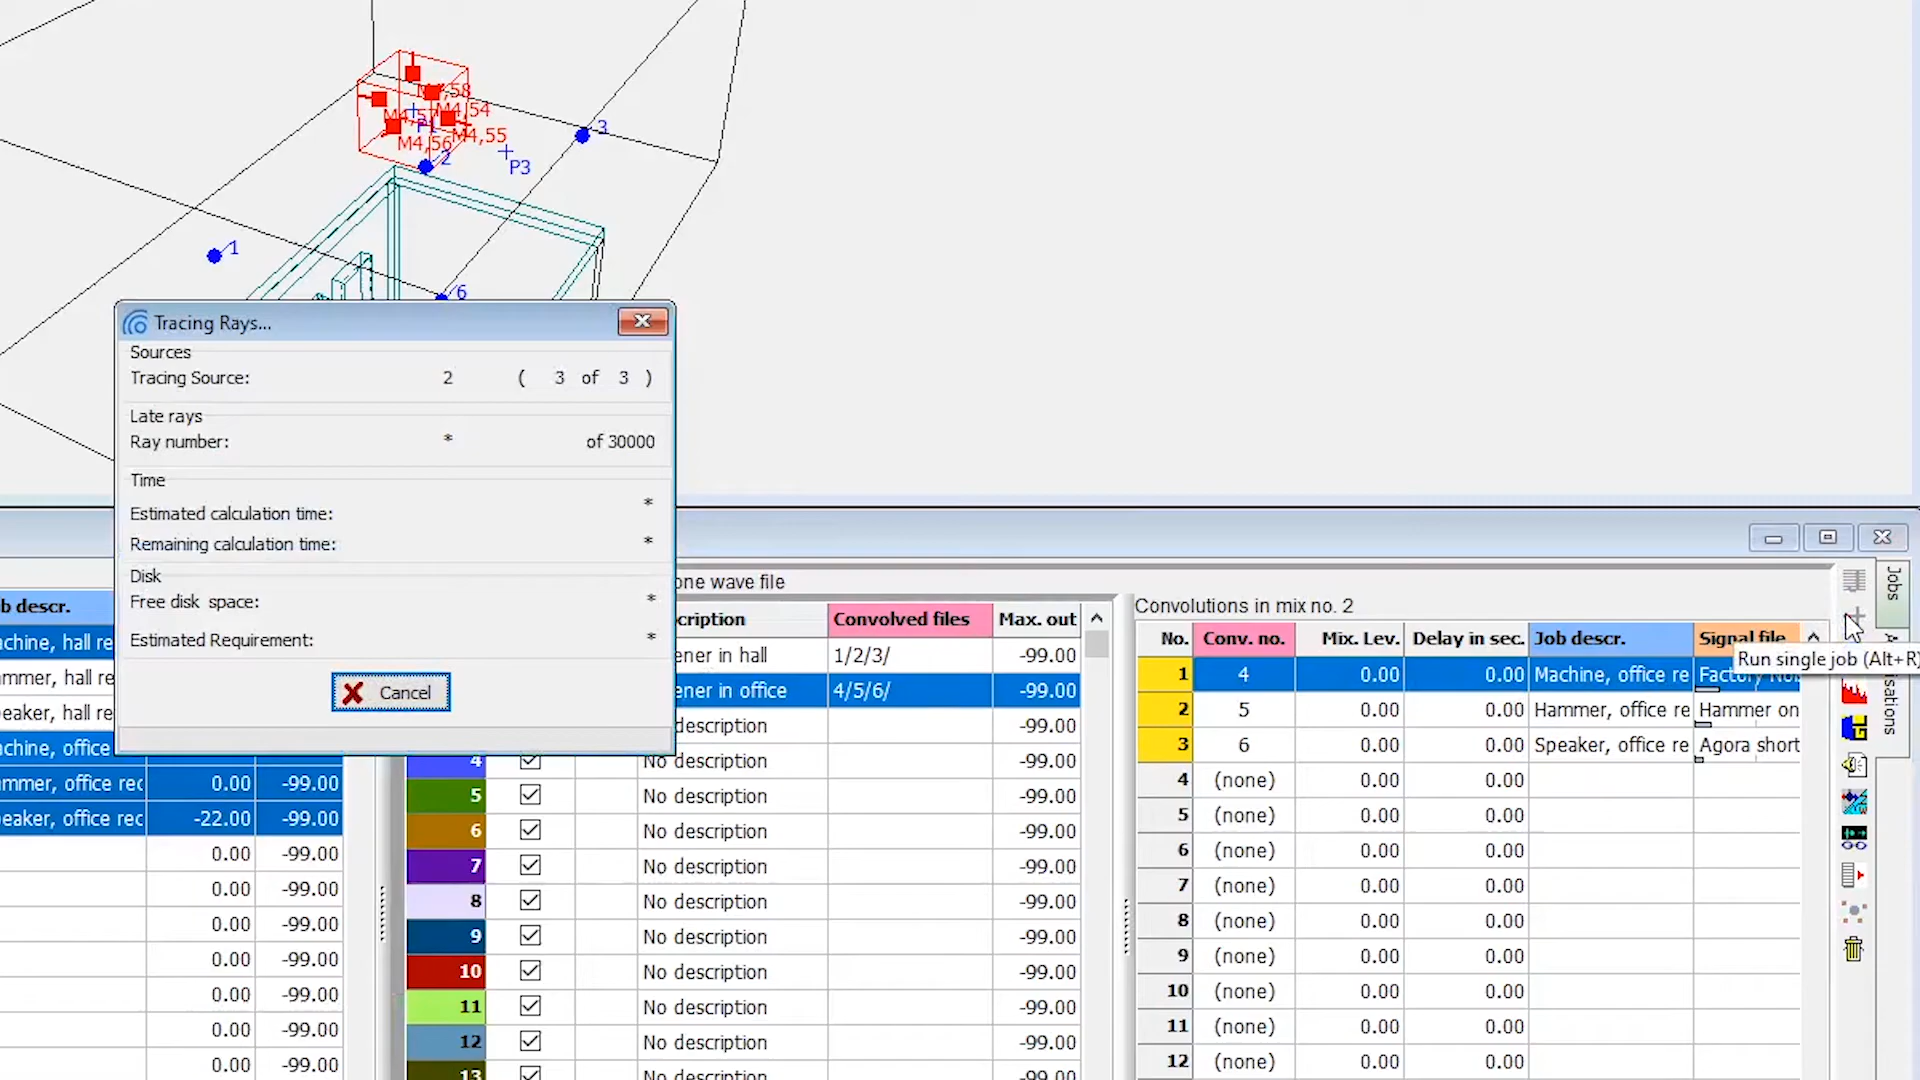 M4,58
M4,54
M4,55
M4,56
P1
2
3
P3
1
6
Tracing Rays...
Sources
Tracing Source: 2 ( 3 of 3 )
Late rays
Ray number: * of 30000
Time
Estimated calculation time: *
Remaining calculation time: *
Disk
Free disk space: *
Estimated Requirement: *
Cancel
b descr.
achine, hall re
ammer, hall re
peaker, hall re
achine, office
ammer, office rec 0.00 -99.00
peaker, office rec -22.00 -99.00
0.00 -99.00
0.00 -99.00
0.00 -99.00
0.00 -99.00
0.00 -99.00
0.00 -99.00
0.00 -99.00
one wave file
cription Convolved files Max. out
ener in hall 1/2/3/ -99.00
ener in office 4/5/6/ -99.00
description -99.00
4 No description -99.00
5 No description -99.00
6 No description -99.00
7 No description -99.00
8 No description -99.00
9 No description -99.00
10 No description -99.00
11 No description -99.00
12 No description -99.00
13 No description -99.00
Convolutions in mix no. 2
No. Conv. no. Mix. Lev. Delay in sec. Job descr. Signal file
1 4 0.00 0.00 Machine, office re Factory No
2 5 0.00 0.00 Hammer, office re Hammer on
3 6 0.00 0.00 Speaker, office re Agora short
4 (none) 0.00 0.00
5 (none) 0.00 0.00
6 (none) 0.00 0.00
7 (none) 0.00 0.00
8 (none) 0.00 0.00
9 (none) 0.00 0.00
10 (none) 0.00 0.00
11 (none) 0.00 0.00
12 (none) 0.00 0.00
Run single job (Alt+R)
Jobs
isations